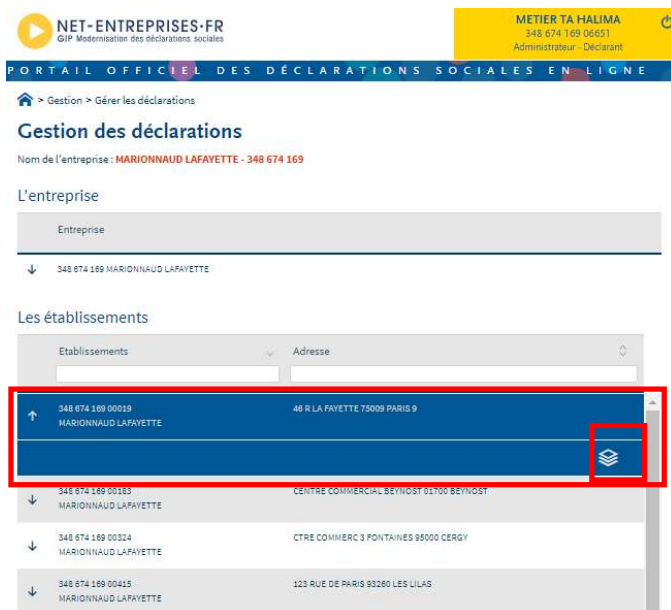 NET-ENTREPRISES•FR
GIP Modernisation des déclarations sociales
METIER TA HALIMA
348 674 169 06651
Administrateur - Déclarant
PORTAIL OFFICIEL DES DÉCLARATIONS SOCIALES EN LIGNE
> Gestion > Gérer les déclarations
Gestion des déclarations
Nom de l'entreprise : MARIONNAUD LAFAYETTE - 348 674 169
L'entreprise
Entreprise
348 674 169 MARIONNAUD LAFAYETTE
Les établissements
Etablissements Adresse
348 674 169 00019 46 R LA FAYETTE 75009 PARIS 9
MARIONNAUD LAFAYETTE
348 674 169 00183 CENTRE COMMERCIAL BEYNOST 01700 BEYNOST
MARIONNAUD LAFAYETTE
348 674 169 00324 CTRE COMMERC 3 FONTAINES 95000 CERGY
MARIONNAUD LAFAYETTE
348 674 169 00415 123 RUE DE PARIS 93260 LES LILAS
MARIONNAUD LAFAYETTE